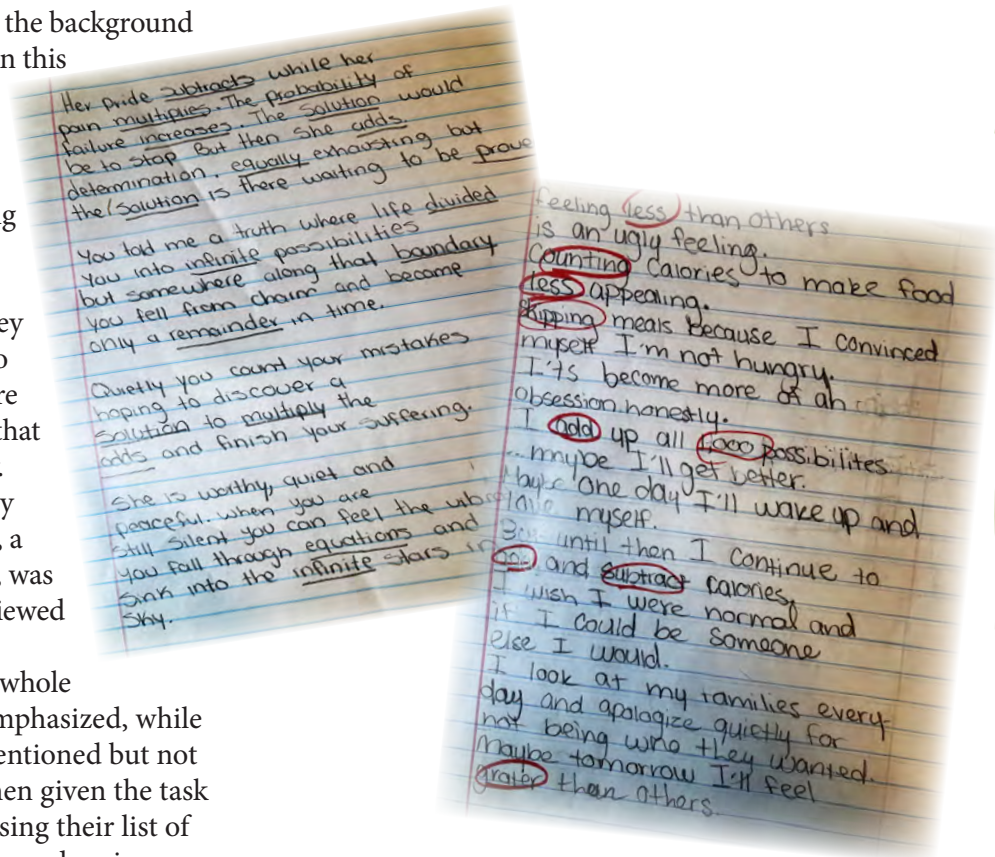 the background
n this
ng
ey
o
re
that
y
, a
, was
iewed
whole
mphasized, while
entioned but not
hen given the task
sing their list of
Her pride subtracts while her
pain multiplies. The probability of
failure increases. The solution would
be to stop But then she adds.
determination, equally exhausting but
the/solution is there waiting to be prove
You told me a truth where life divided
you into infinite possibilities
but somewhere along that boundary
you fell from charm and became
only a remainder in time.
Quietly you count your mistakes
hoping to discover a
solution to multiply the
odds and finish your suffering.
She is worthy, quiet and
peaceful. When you are
still silent you can feel the
you fall through equations and
sink into the infinite stars in
sky.
feeling less than others
is an ugly feeling.
Counting calories to make food
less appealing.
Skipping meals because I convinced
myself I'm not hungry.
It's become more of an
obsession honestly.
I add up all 1,000 possibilites
...maybe I'll get better.
one day I'll wake up and
love myself.
until then I continue to
and subtract calories,
I wish I were normal and
if I could be someone
else I would.
I look at my families every-
day and apologize quietly for
not being who they wanted.
Maybe tomorrow I'll feel
grater than others.